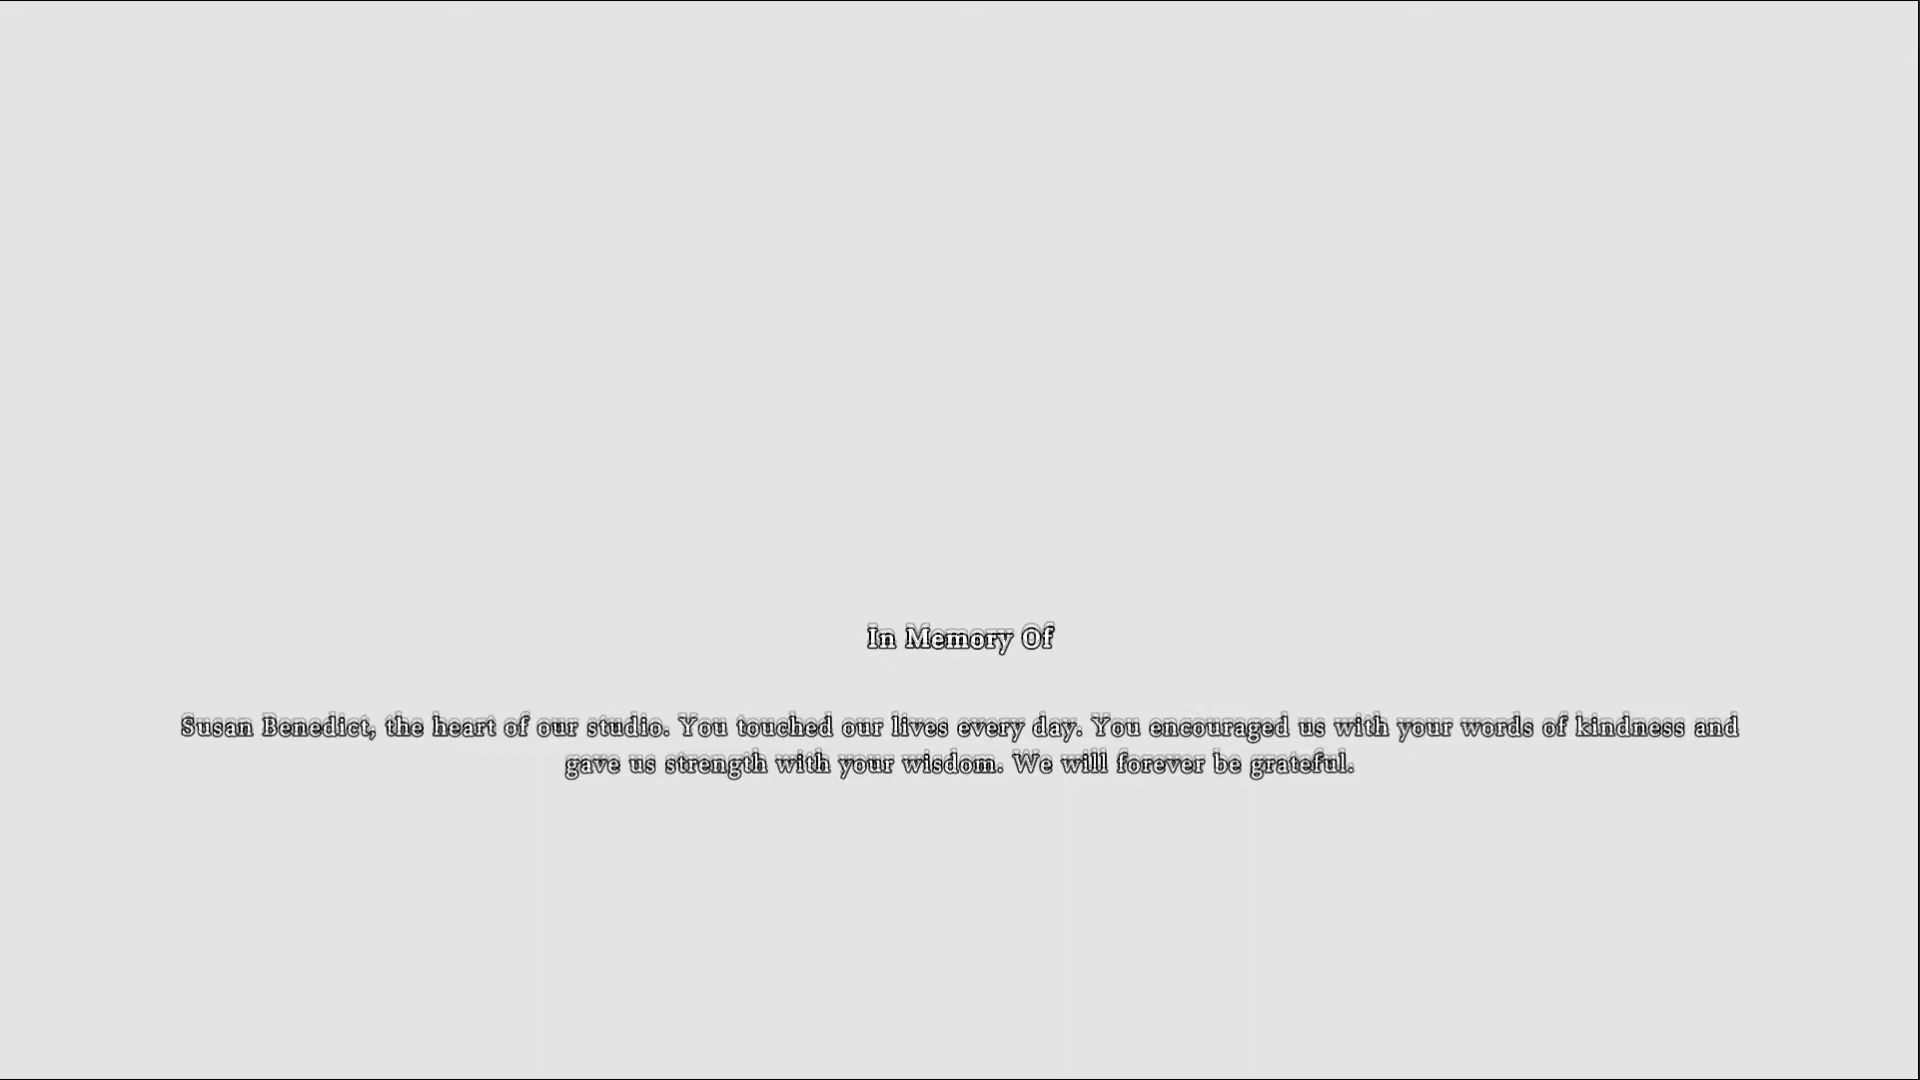 In Memory Of
Susan Benedict, the heart of our studio. You touched our lives every day. You encouraged us with your words of kindness and
gave us strength with your wisdom. We will forever be grateful.